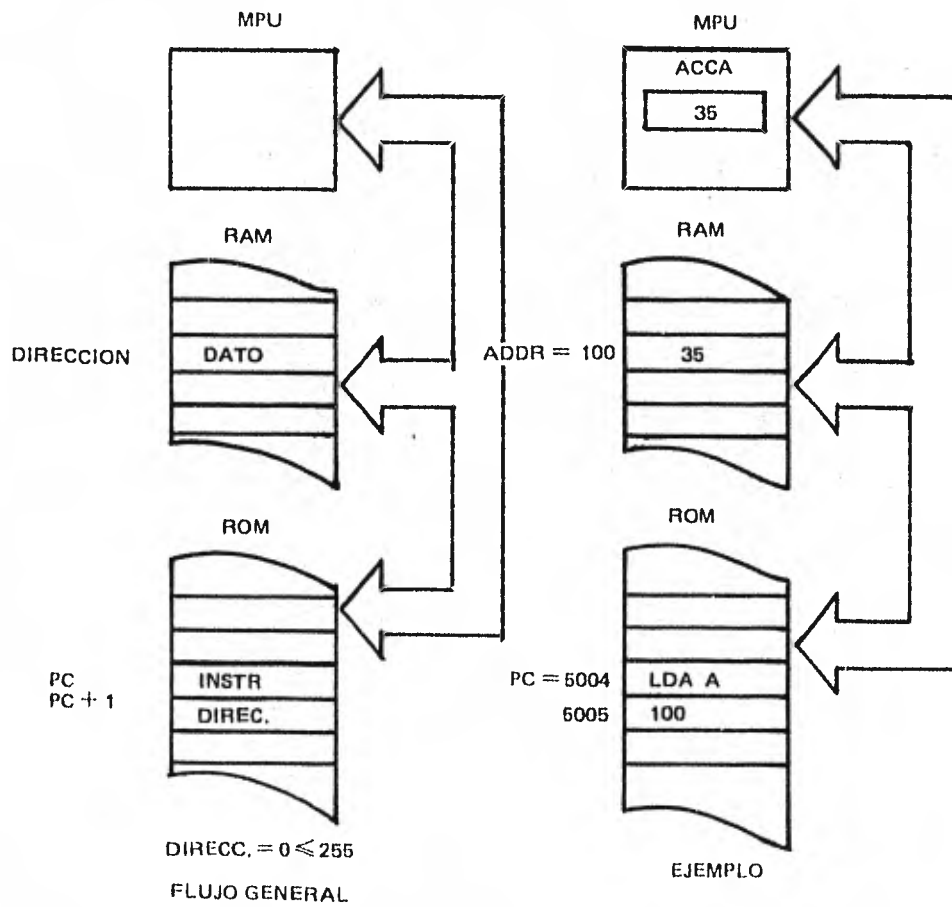 MPU
RAM
DIRECCION
DATO
ROM
PC
INSTR
PC + 1
DIREC.
DIRECC. = 0 ≤ 255
FLUJO GENERAL
MPU
ACCA
35
RAM
ADDR = 100
35
ROM
PC = 5004
LDA A
5005
100
EJEMPLO